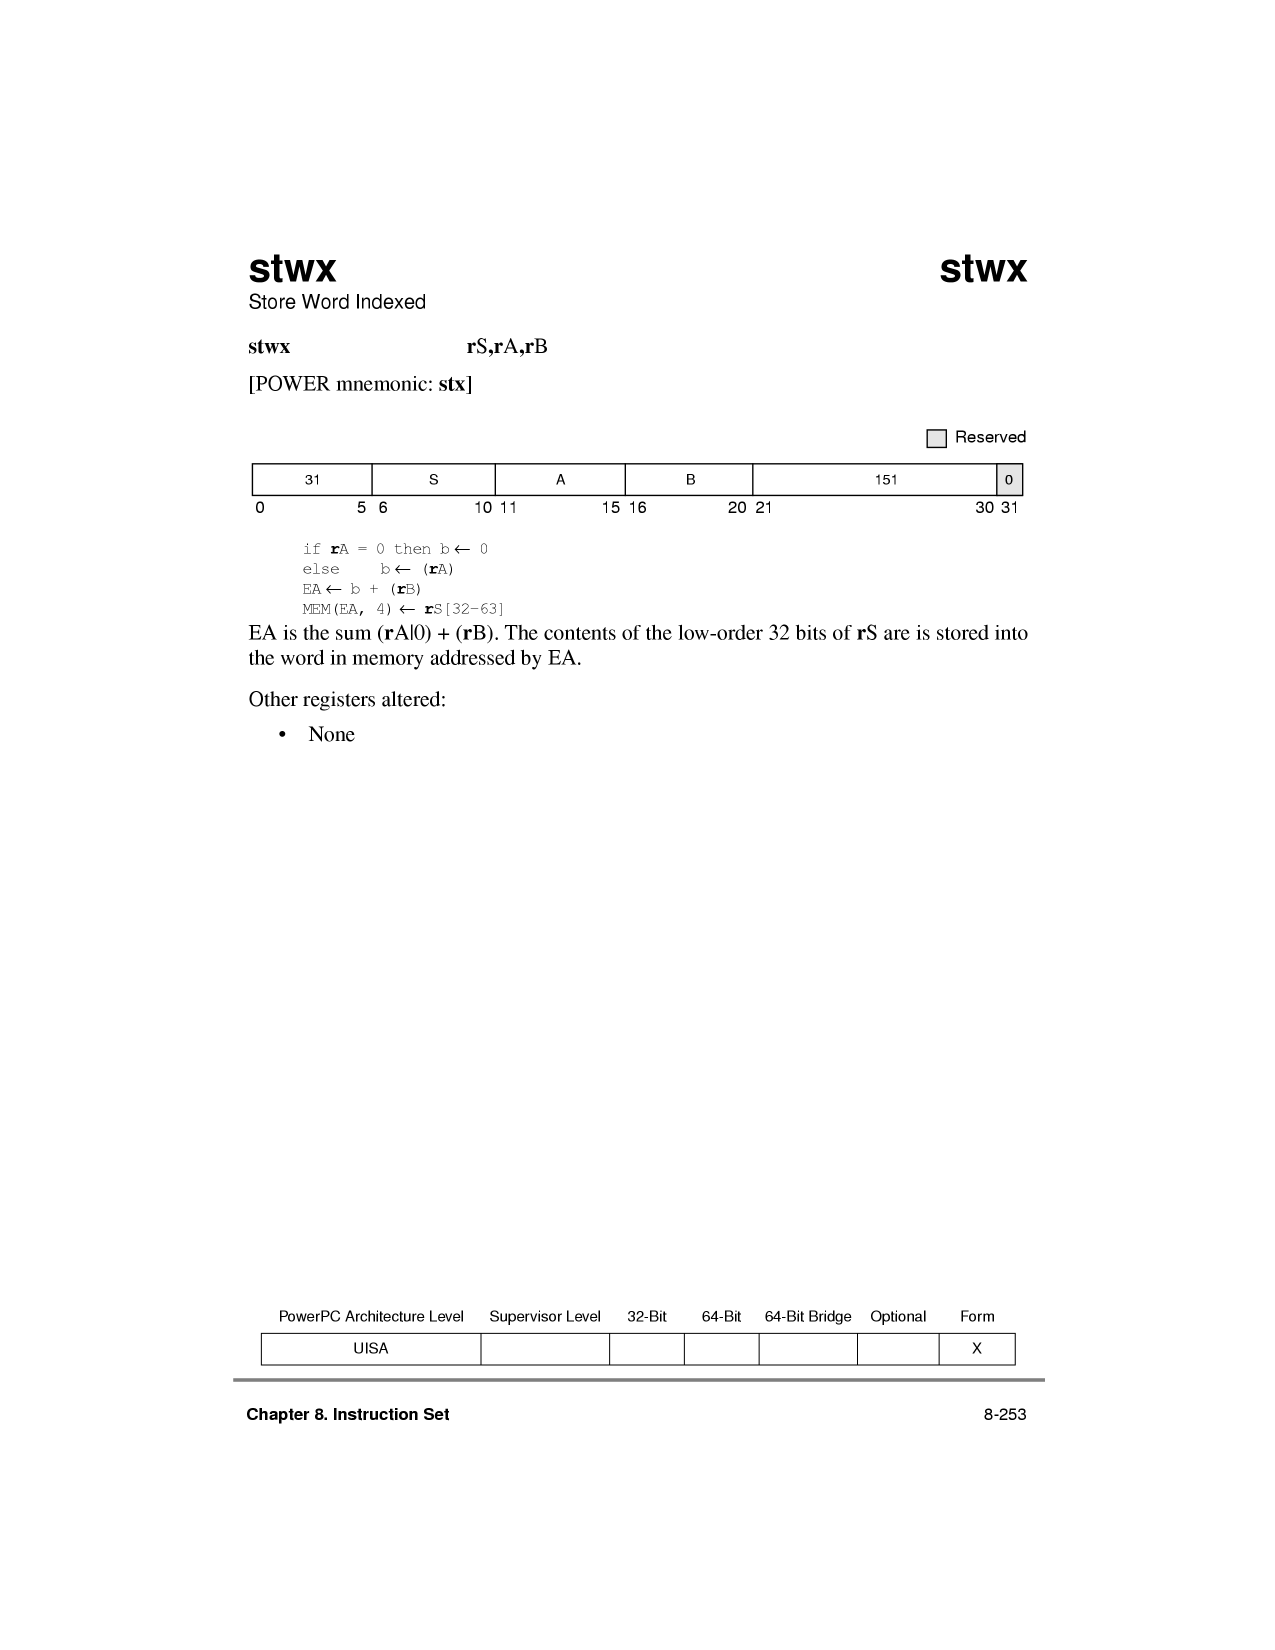 stwx stwx
Store Word Indexed
stwx rS,rA,rB
[POWER mnemonic: stx]
Reserved
31 S A B 151 0
0 5 6 10 11 15 16 20 21 30 31
if rA = 0 then b ← 0
else b ← (rA)
EA ← b + (rB)
MEM(EA, 4) ← rS[32–63]
EA is the sum (rA|0) + (rB). The contents of the low-order 32 bits of rS are is stored into
the word in memory addressed by EA.
Other registers altered:
• None
PowerPC Architecture Level Supervisor Level 32-Bit 64-Bit 64-Bit Bridge Optional Form
UISA X
Chapter 8. Instruction Set 8-253